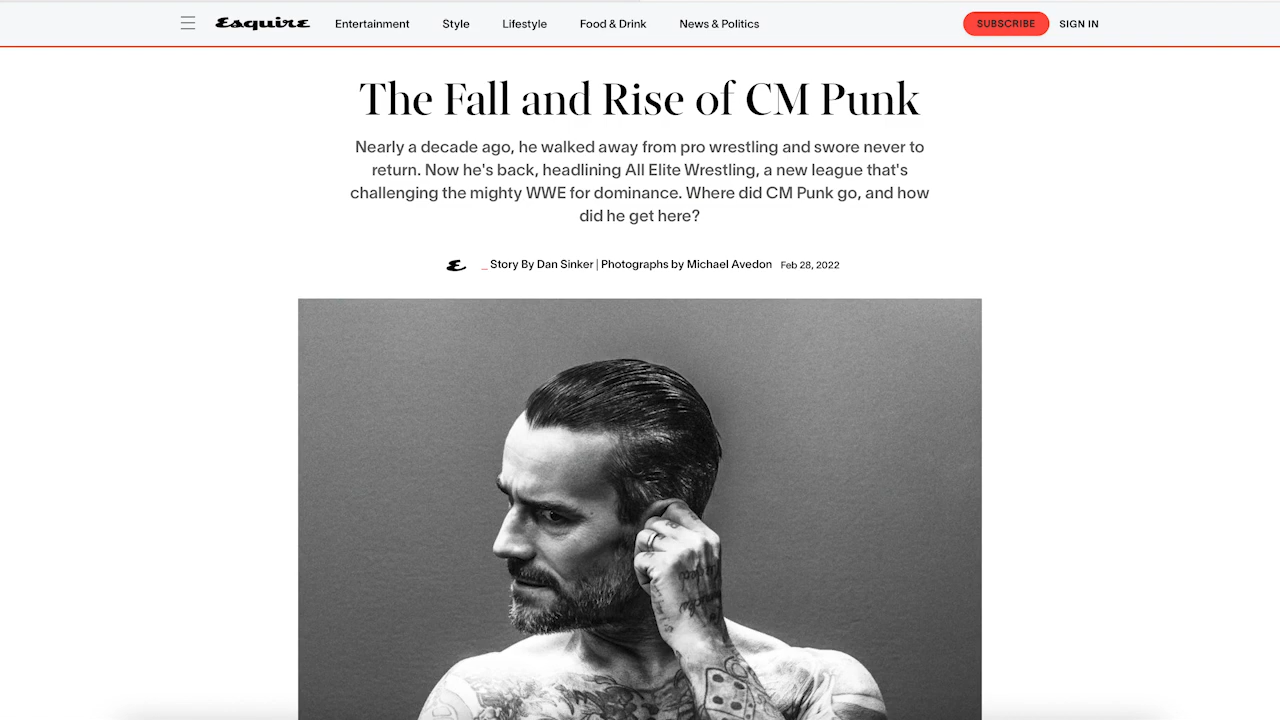 Esquire Entertainment Style Lifestyle Food & Drink News & Politics SUBSCRIBE SIGN IN
The Fall and Rise of CM Punk
Nearly a decade ago, he walked away from pro wrestling and swore never to
return. Now he's back, headlining All Elite Wrestling, a new league that's
challenging the mighty WWE for dominance. Where did CM Punk go, and how
did he get here?
E _ Story By Dan Sinker | Photographs by Michael Avedon Feb 28, 2022